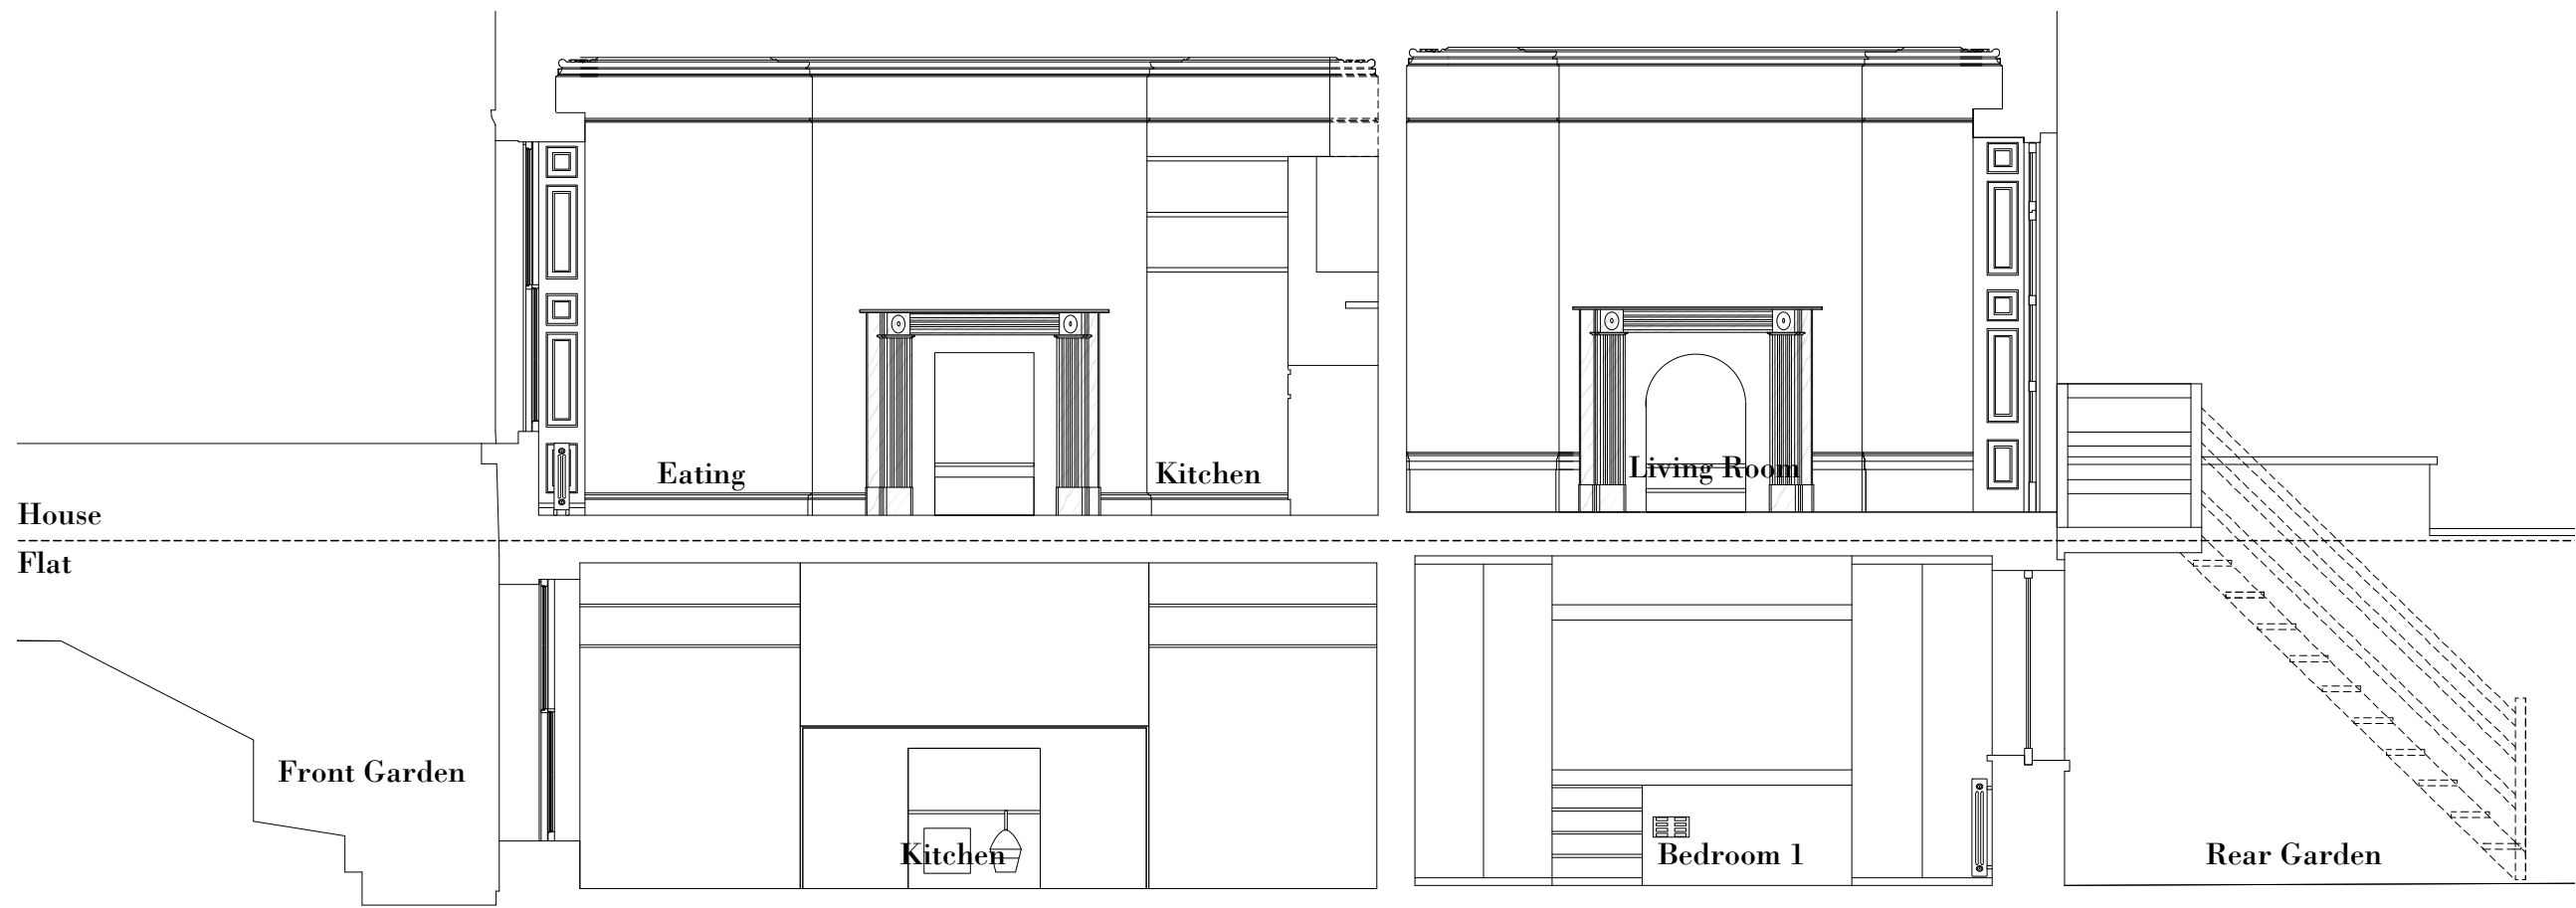 Eating
Kitchen
Living Room
House
Flat
Front Garden
Kitchen
Bedroom 1
Rear Garden